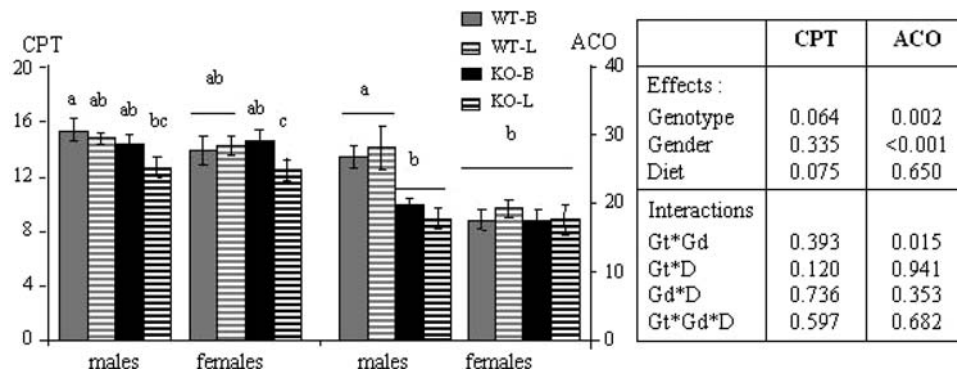 WT-B
WT-L
KO-B
KO-L
CPT
ACO
20
16
12
8
4
0
a ab ab bc
ab
ab c
a
b
b
40
30
20
10
0
males females males females
CPT ACO
Effects :
Genotype 0.064 0.002
Gender 0.335 <0.001
Diet 0.075 0.650
Interactions
Gt*Gd 0.393 0.015
Gt*D 0.120 0.941
Gd*D 0.736 0.353
Gt*Gd*D 0.597 0.682